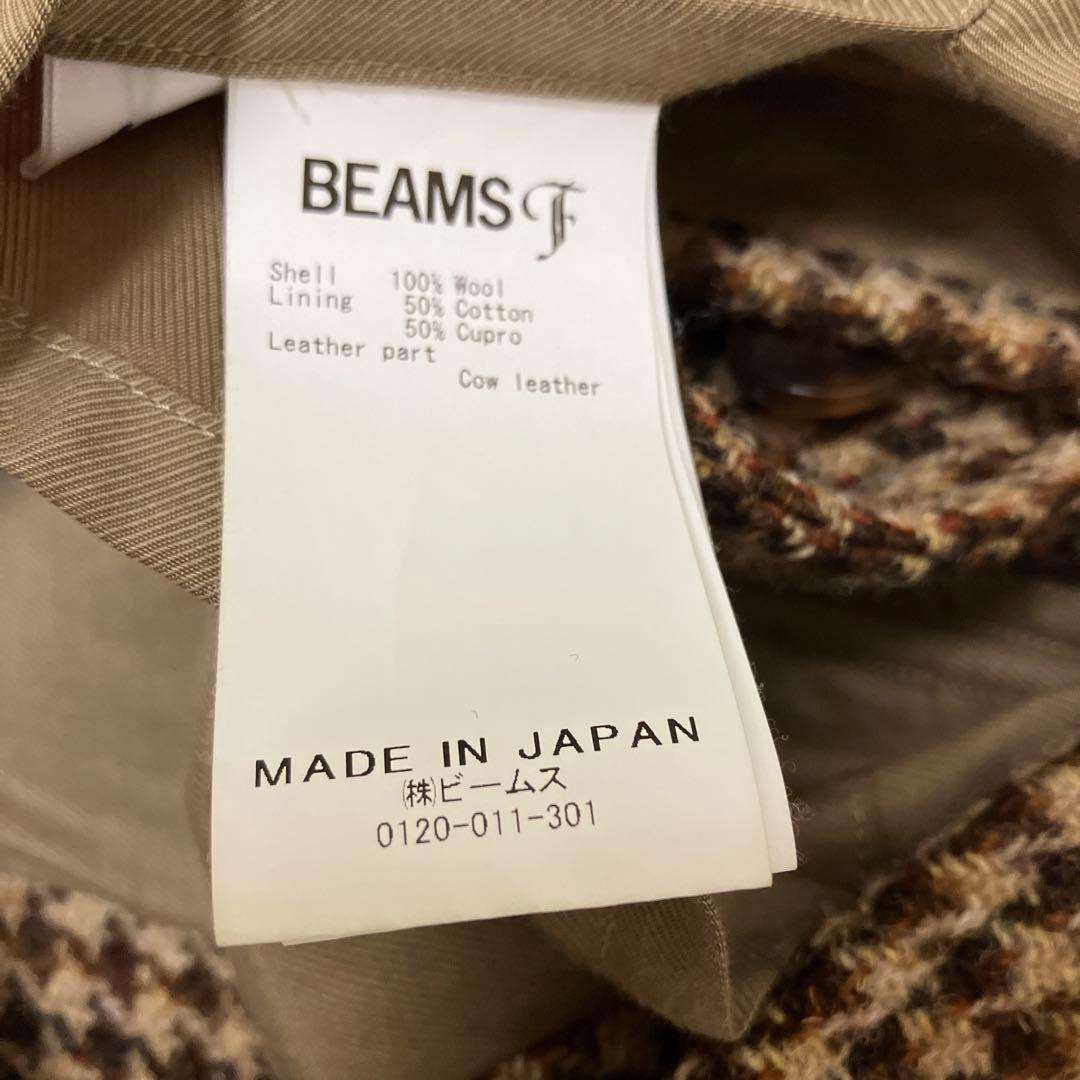 BEAMS F
Shell 100% Wool
Lining 50% Cotton
50% Cupro
Leather part
Cow leather
MADE IN JAPAN
㈱ビームス
0120-011-301